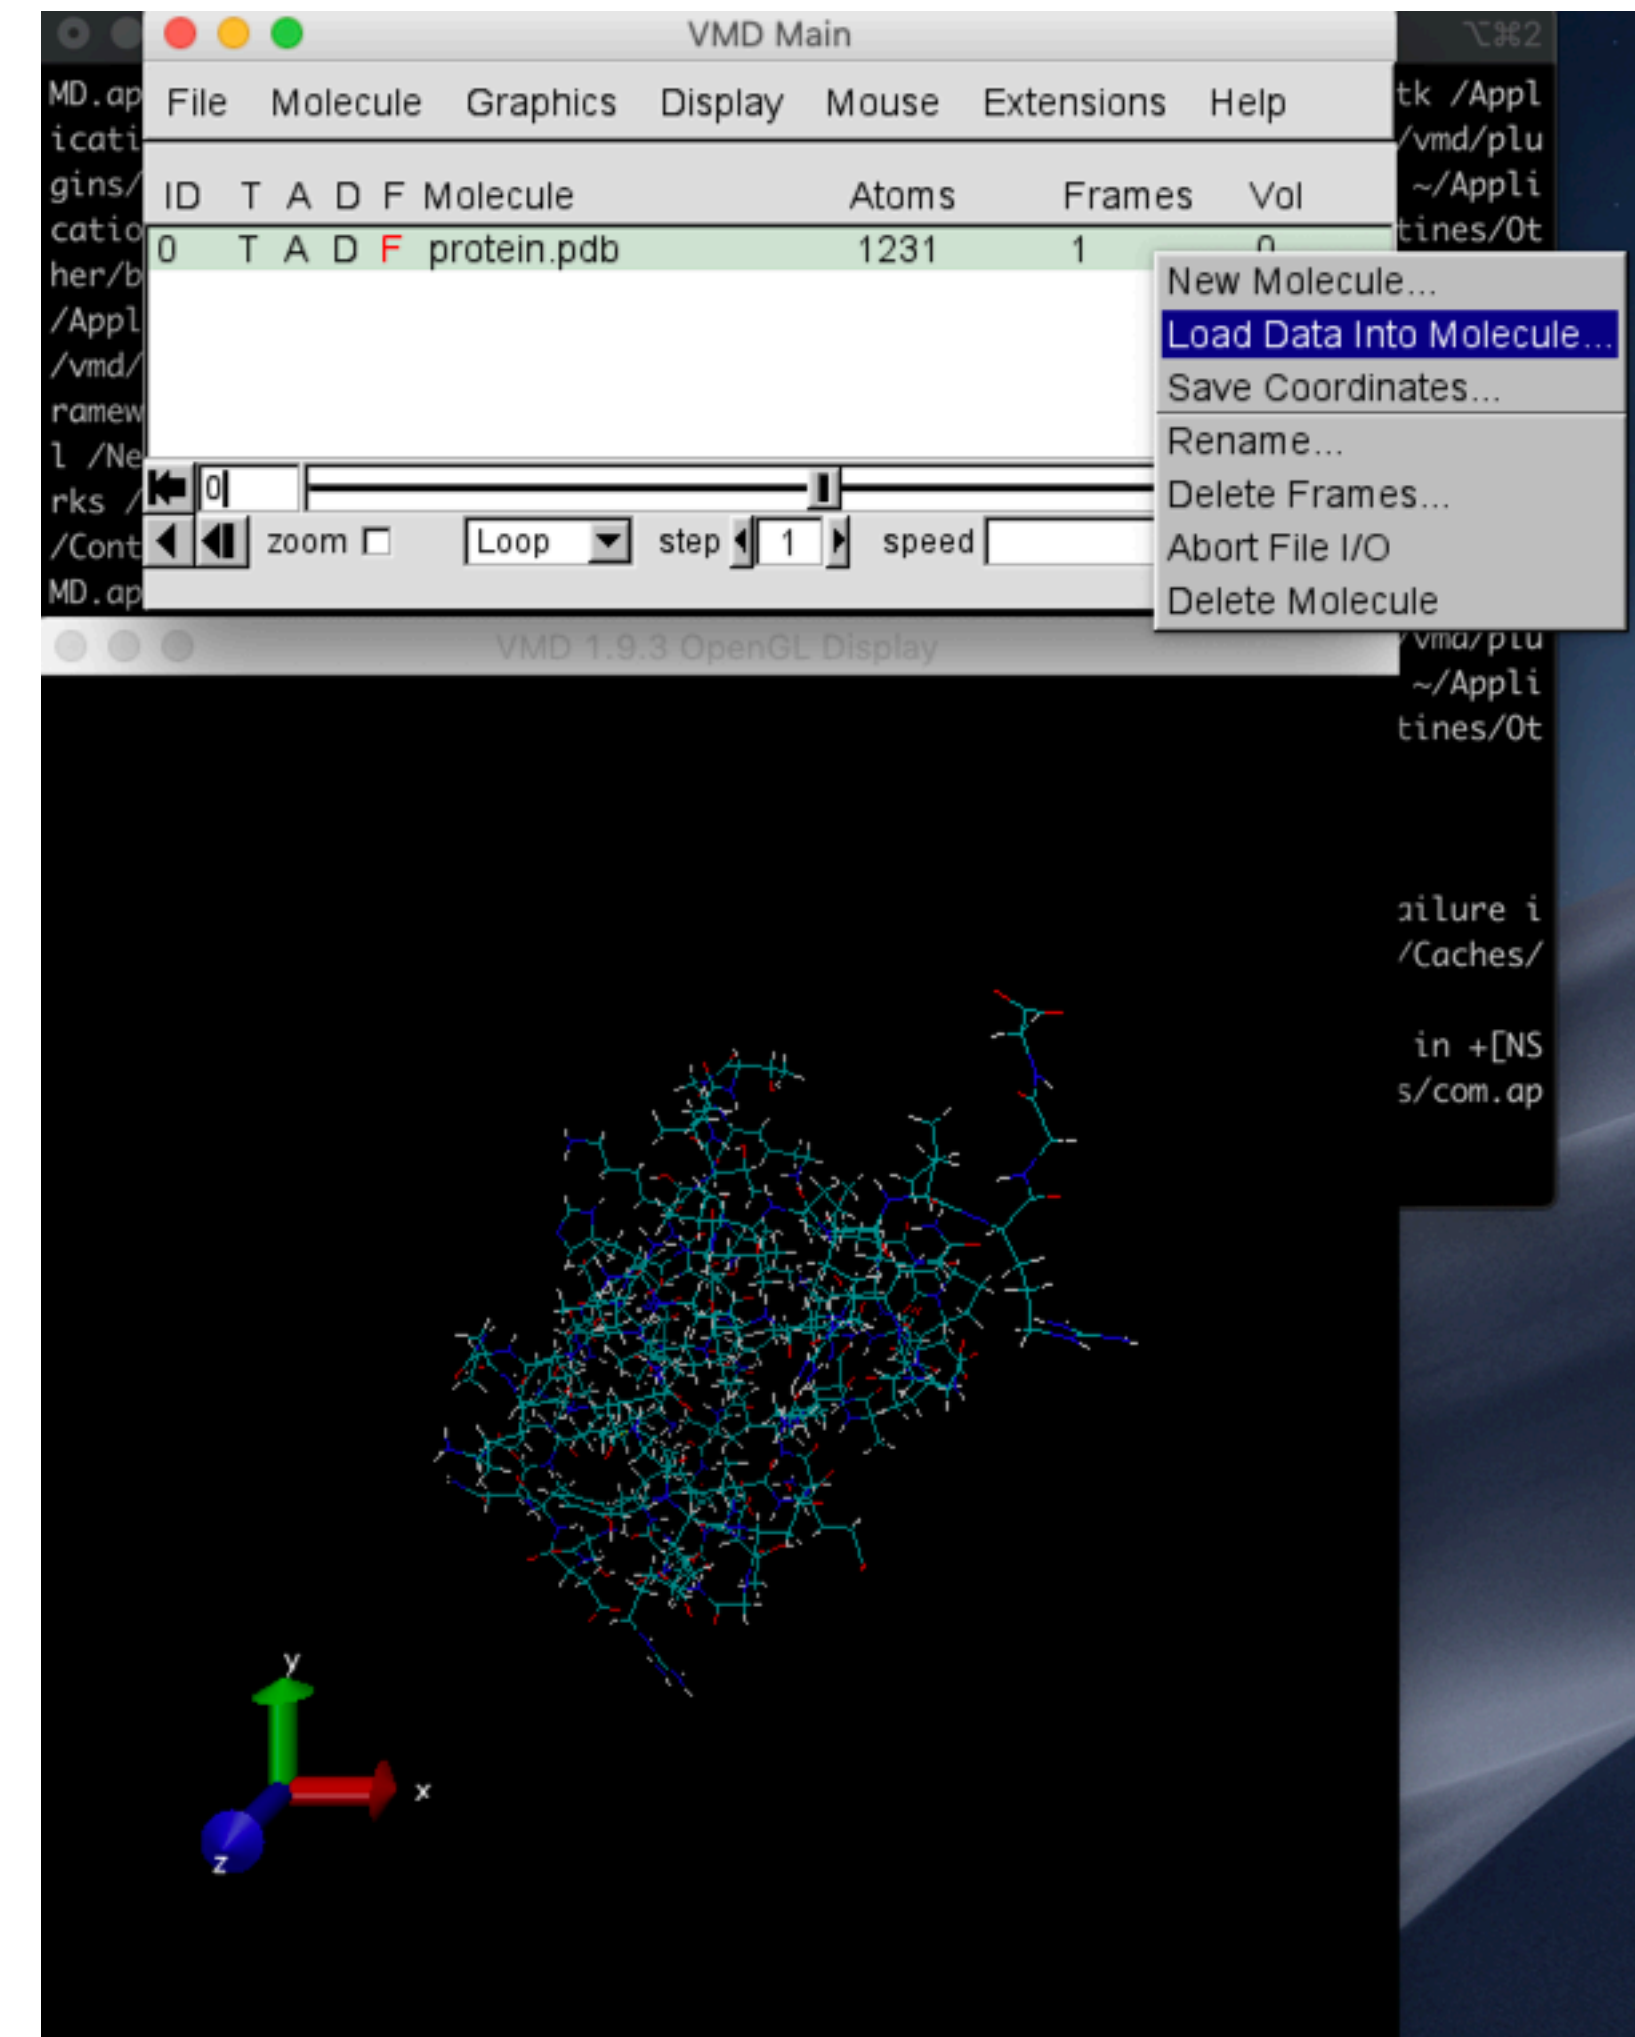 VMD Main
⌥⌘2
MD.ap
icati
gins/
catio
her/b
/Appl
/vmd/
ramew
l /Ne
rks /
/Cont
MD.ap
File Molecule Graphics Display Mouse Extensions Help
ID T A D F Molecule Atoms Frames Vol
0 T A D F protein.pdb 1231 1 0
0
zoom Loop step 1 speed
New Molecule...
Load Data Into Molecule...
Save Coordinates...
Rename...
Delete Frames...
Abort File I/O
Delete Molecule
tk /Appl
/vmd/plu
~/Appli
tines/Ot
VMD 1.9.3 OpenGL Display
/vmd/plu
~/Appli
tines/Ot
ailure i
/Caches/
in +[NS
s/com.ap
y
x
z